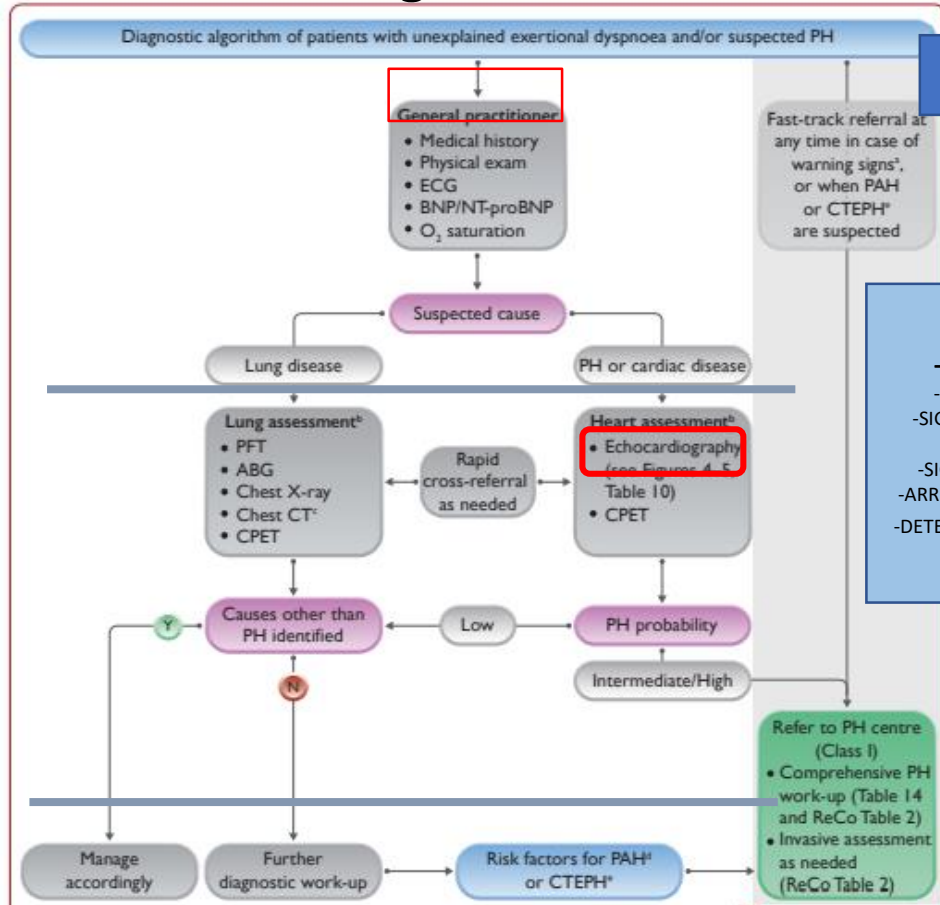 Diagnostic algorithm of patients with unexplained exertional dyspnoea and/or suspected PH
General practitioner
• Medical history
• Physical exam
• ECG
• BNP/NT-proBNP
• O₂ saturation
Fast-track referral at
any time in case of
warning signsᵃ,
or when PAH
or CTEPHᵉ
are suspected
Suspected cause
Lung disease
PH or cardiac disease
Lung assessmentᵇ
• PFT
• ABG
• Chest X-ray
• Chest CTᶜ
• CPET
Rapid
cross-referral
as needed
Heart assessmentᵇ
• Echocardiography
(see Figures 4, 5,
Table 10)
• CPET
-
-
-SIG
-SIG
-ARR
-DETE
Y
Causes other than
PH identified
Low
PH probability
N
Intermediate/High
Refer to PH centre
(Class I)
• Comprehensive PH
work-up (Table 14
and ReCo Table 2)
• Invasive assessment
as needed
(ReCo Table 2)
Manage
accordingly
Further
diagnostic work-up
Risk factors for PAHᵈ
or CTEPHᵉ